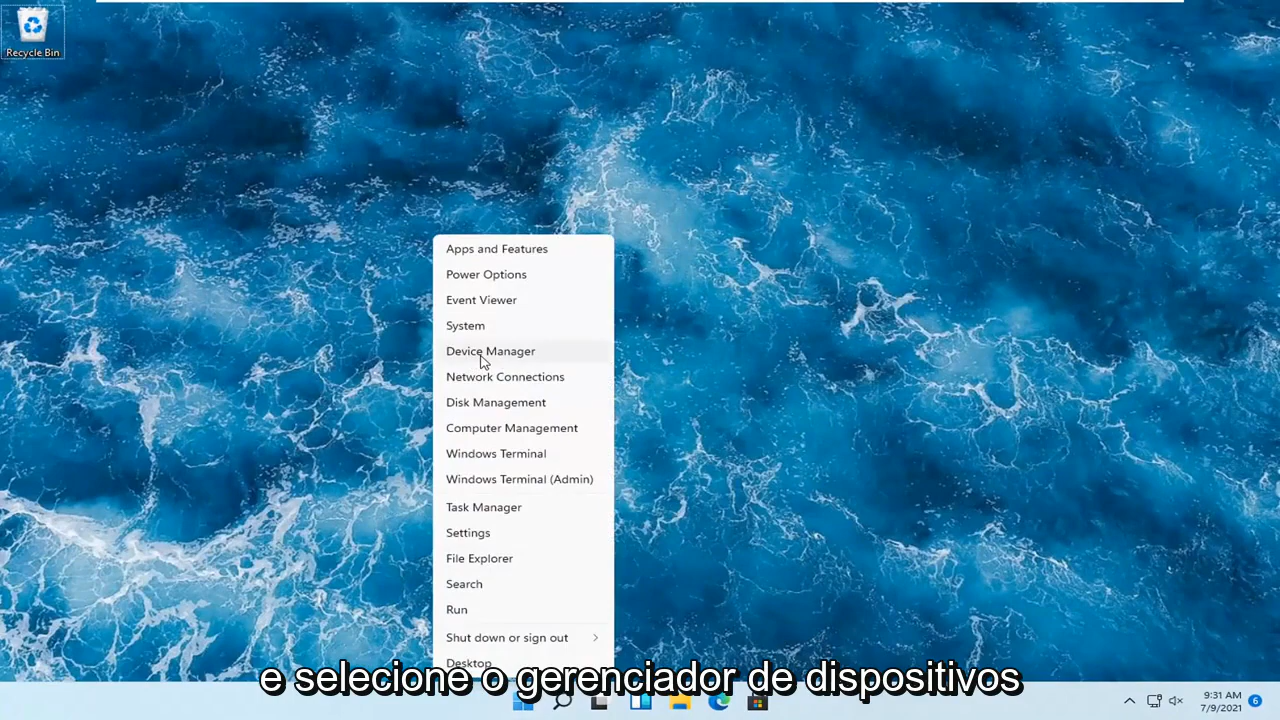 Recycle Bin
Apps and Features
Power Options
Event Viewer
System
Device Manager
Network Connections
Disk Management
Computer Management
Windows Terminal
Windows Terminal (Admin)
Task Manager
Settings
File Explorer
Search
Run
Shut down or sign out
Desktop
e selecione o gerenciador de dispositivos
9:31 AM
7/9/2021
6